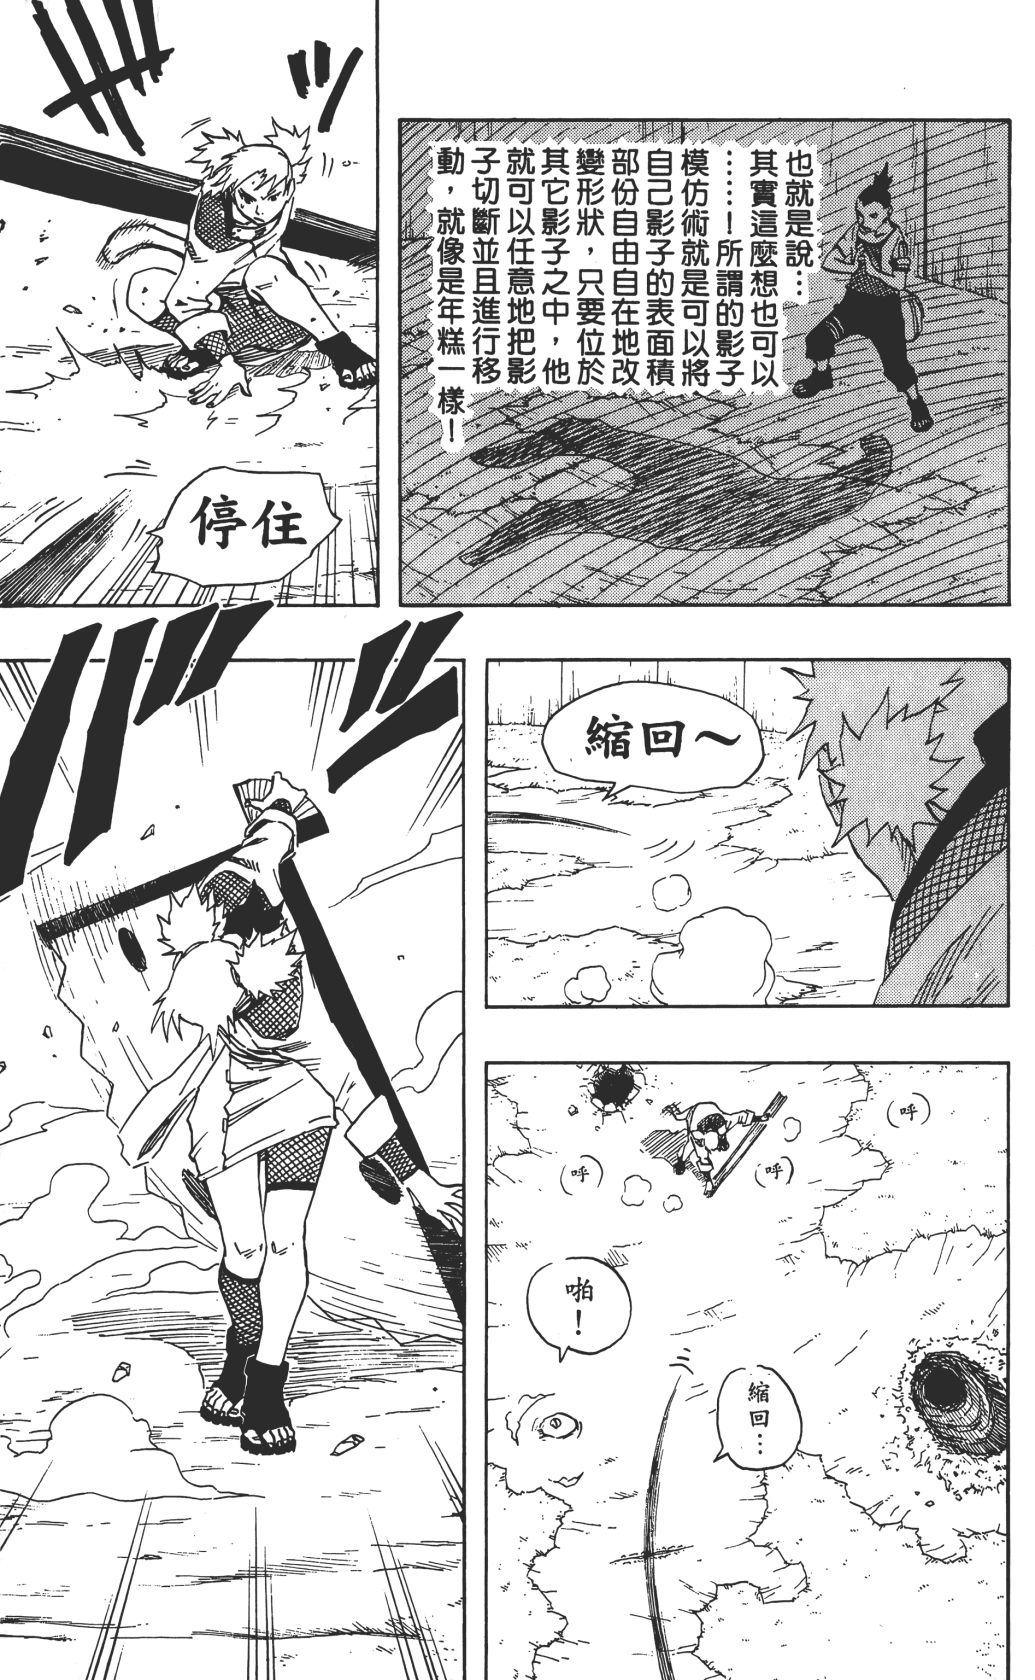 也就是說…
其實這麼想也可以
……！所謂的影子
模仿術就是可以將
自己影子的表面積
部份自由自在地改
變形狀，只要位於
其它影子之中，他
就可以任意地把影
子切斷並且進行移
動，就像是年糕一樣！
停住
縮回～
（呼）
（呼）
（呼）
啪！
縮回…